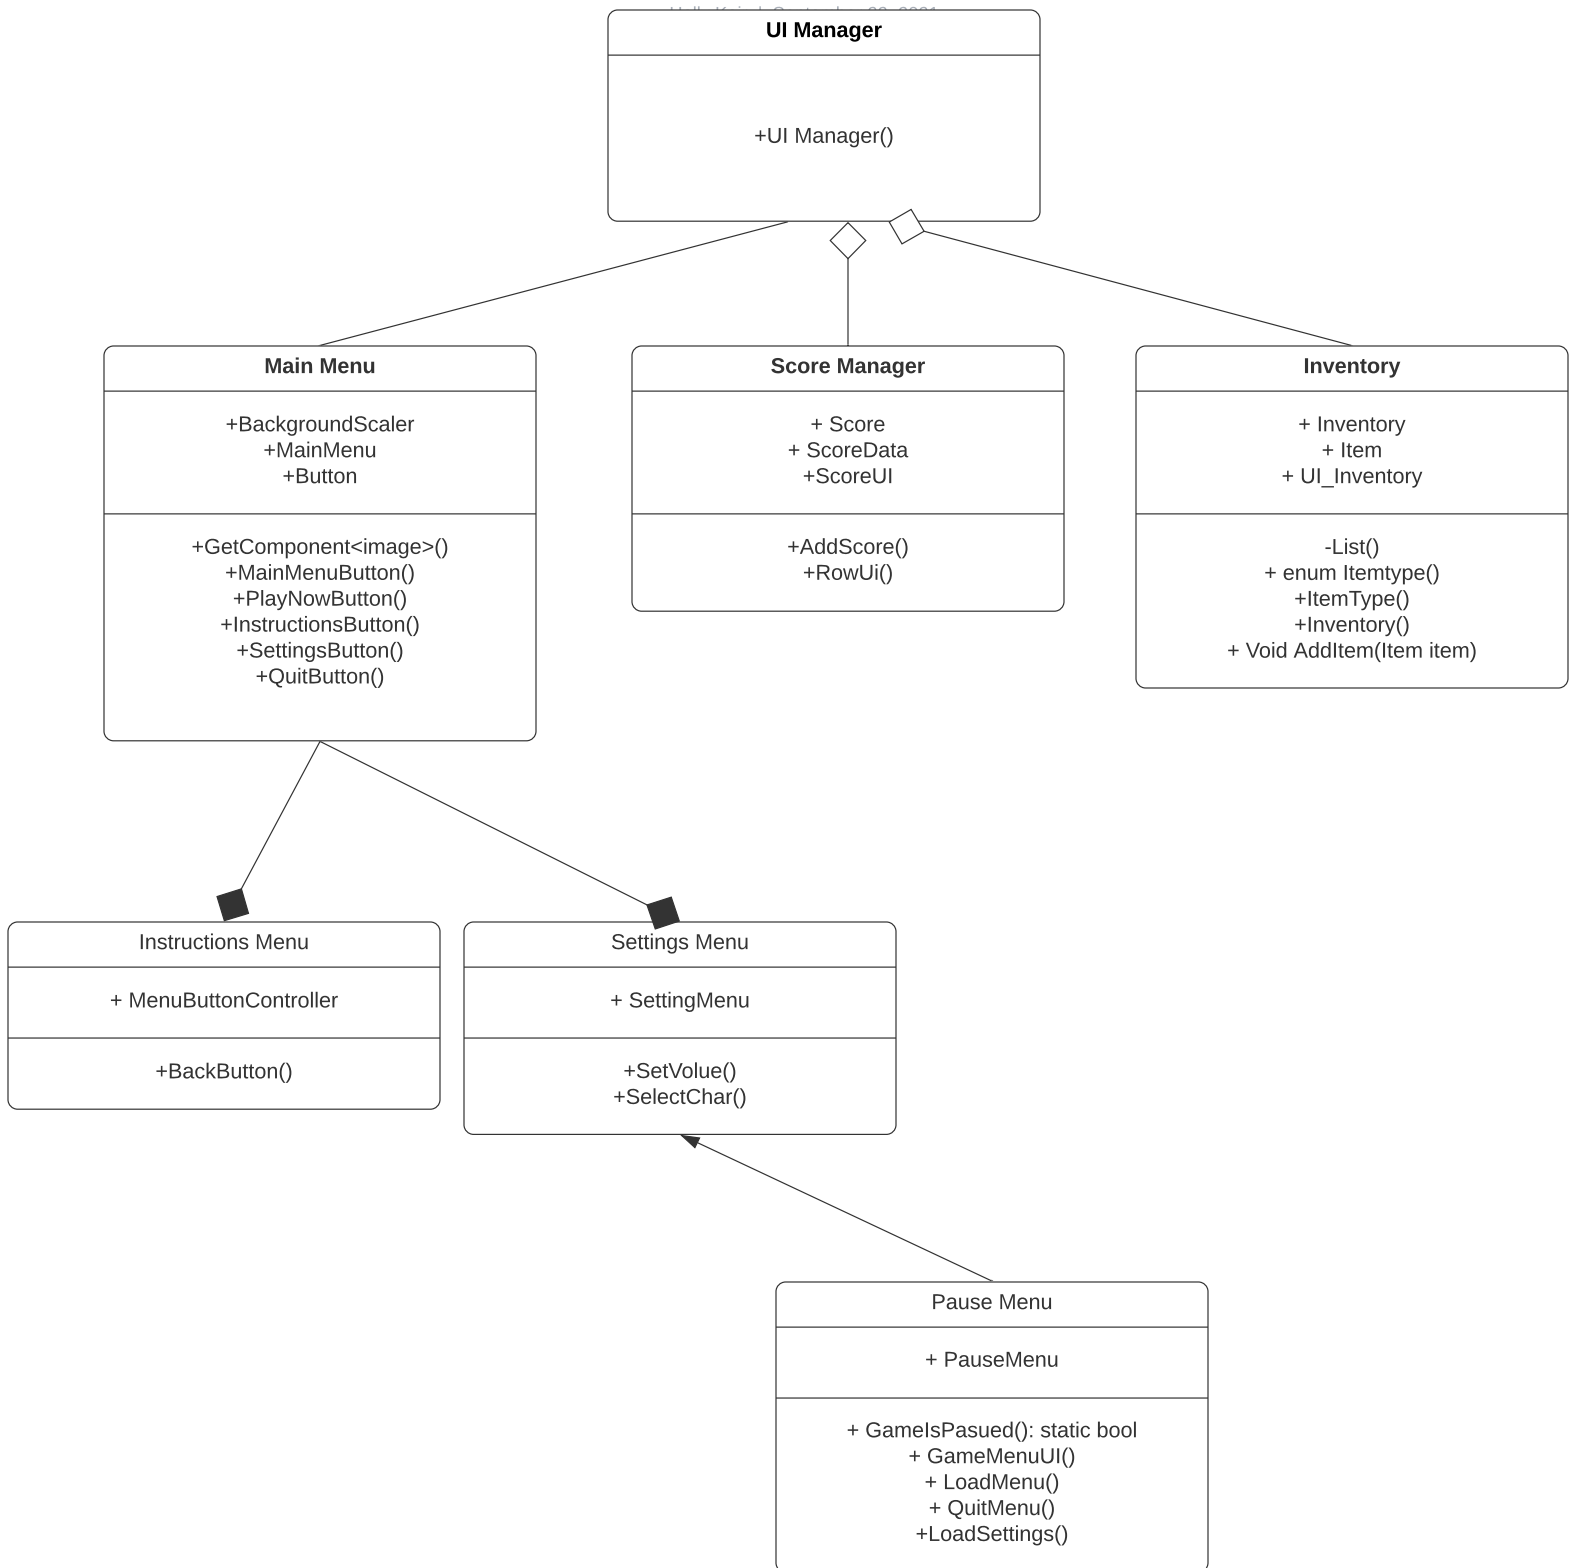 UI Manager
+UI Manager()
Main Menu
+BackgroundScaler
+MainMenu
+Button
+GetComponent<image>()
+MainMenuButton()
+PlayNowButton()
+InstructionsButton()
+SettingsButton()
+QuitButton()
Score Manager
+ Score
+ ScoreData
+ScoreUI
+AddScore()
+RowUi()
Inventory
+ Inventory
+ Item
+ UI_Inventory
-List()
+ enum Itemtype()
+ItemType()
+Inventory()
+ Void AddItem(Item item)
Instructions Menu
+ MenuButtonController
+BackButton()
Settings Menu
+ SettingMenu
+SetVolue()
+SelectChar()
Pause Menu
+ PauseMenu
+ GameIsPasued(): static bool
+ GameMenuUI()
+ LoadMenu()
+ QuitMenu()
+LoadSettings()